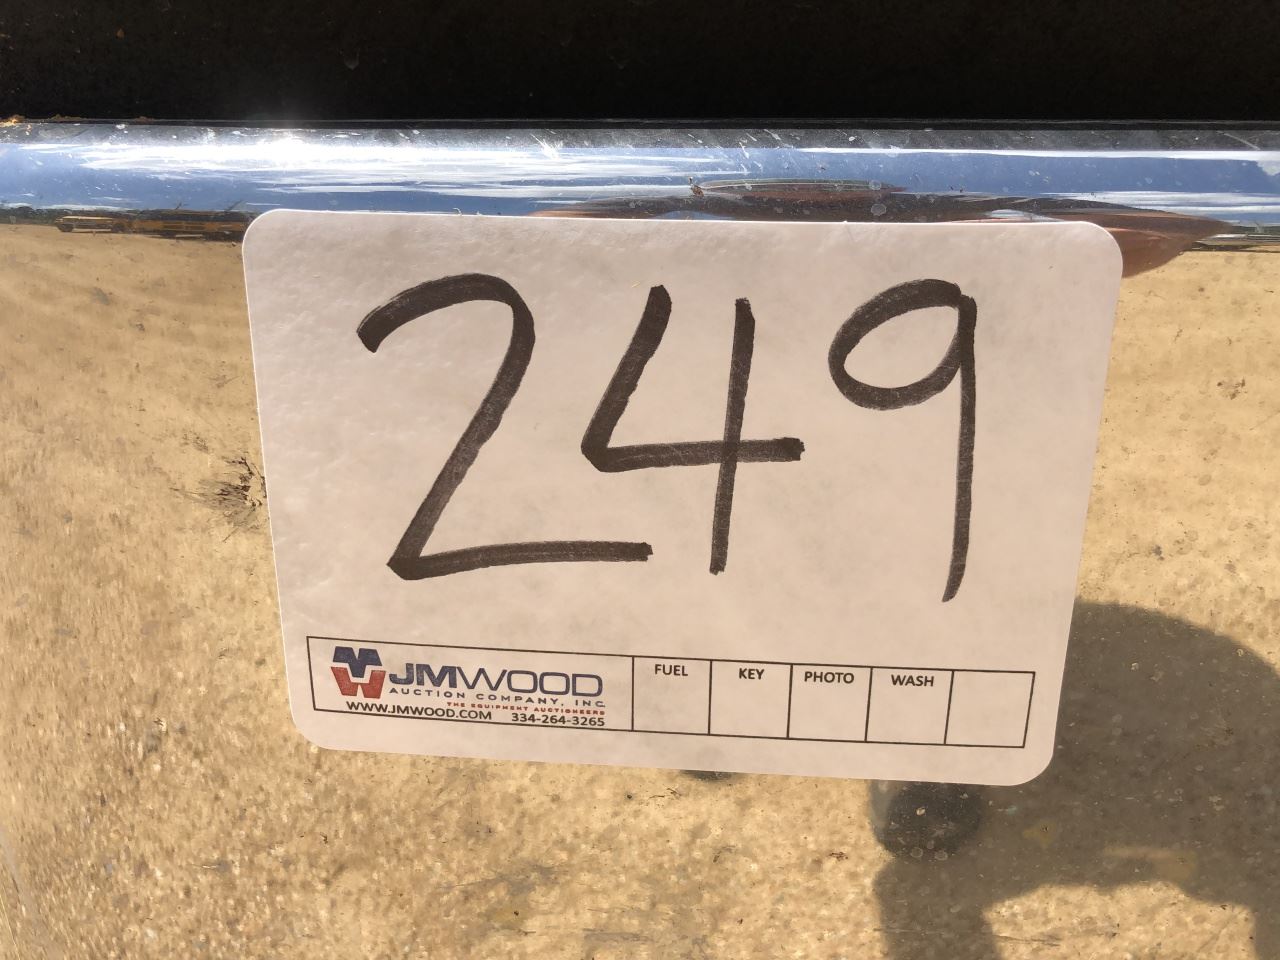 249
JMWOOD
AUCTION COMPANY, INC.
THE EQUIPMENT AUCTIONEERS
WWW.JMWOOD.COM 334-264-3265
FUEL KEY PHOTO WASH